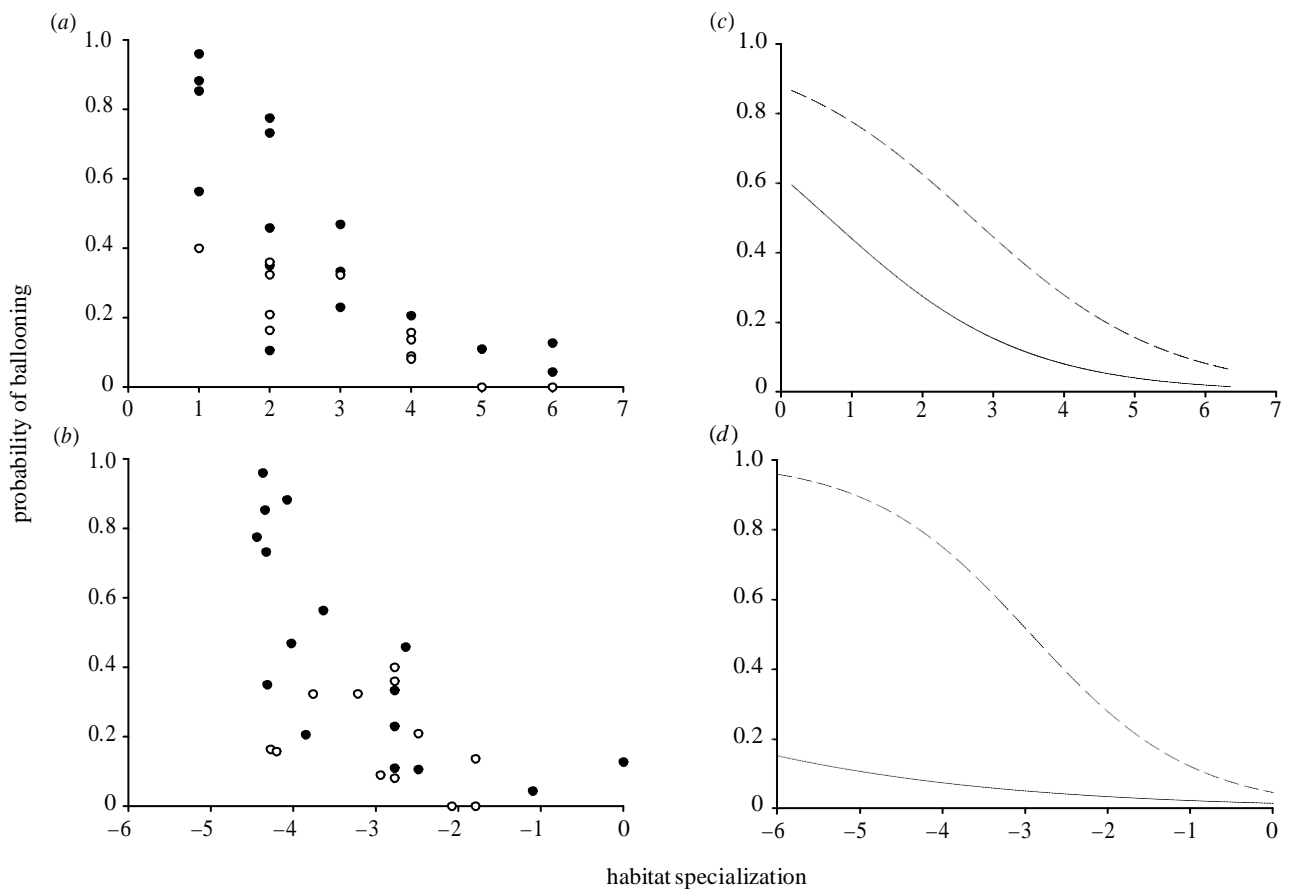 probability of ballooning
(a)
1.0
0.8
0.6
0.4
0.2
0
0 1 2 3 4 5 6 7
(c)
1.0
0.8
0.6
0.4
0.2
0
0 1 2 3 4 5 6 7
(b)
1.0
0.8
0.6
0.4
0.2
0
–6 –5 –4 –3 –2 –1 0
(d)
1.0
0.8
0.6
0.4
0.2
0
–6 –5 –4 –3 –2 –1 0
habitat specialization